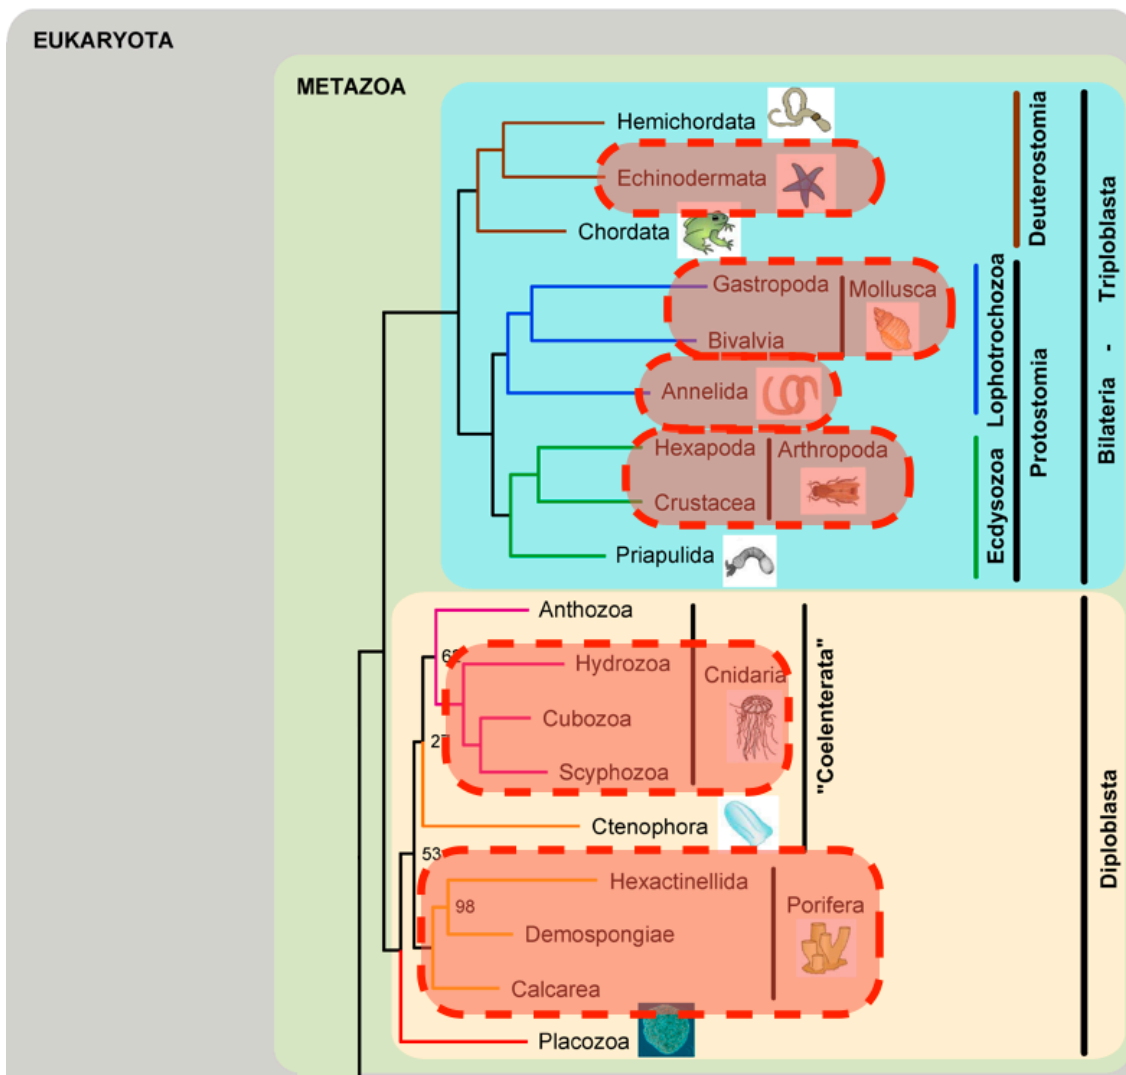 EUKARYOTA
METAZOA
Hemichordata
Echinodermata
Chordata
Gastropoda
Mollusca
Bivalvia
Annelida
Hexapoda
Arthropoda
Crustacea
Priapulida
Deuterostomia
Lophotrochozoa
Ecdysozoa
Protostomia
Bilateria - Triploblasta
Anthozoa
Hydrozoa
Cnidaria
Cubozoa
Scyphozoa
Ctenophora
"Coelenterata"
53
Hexactinellida
98
Porifera
Demospongiae
Calcarea
Placozoa
Diploblasta